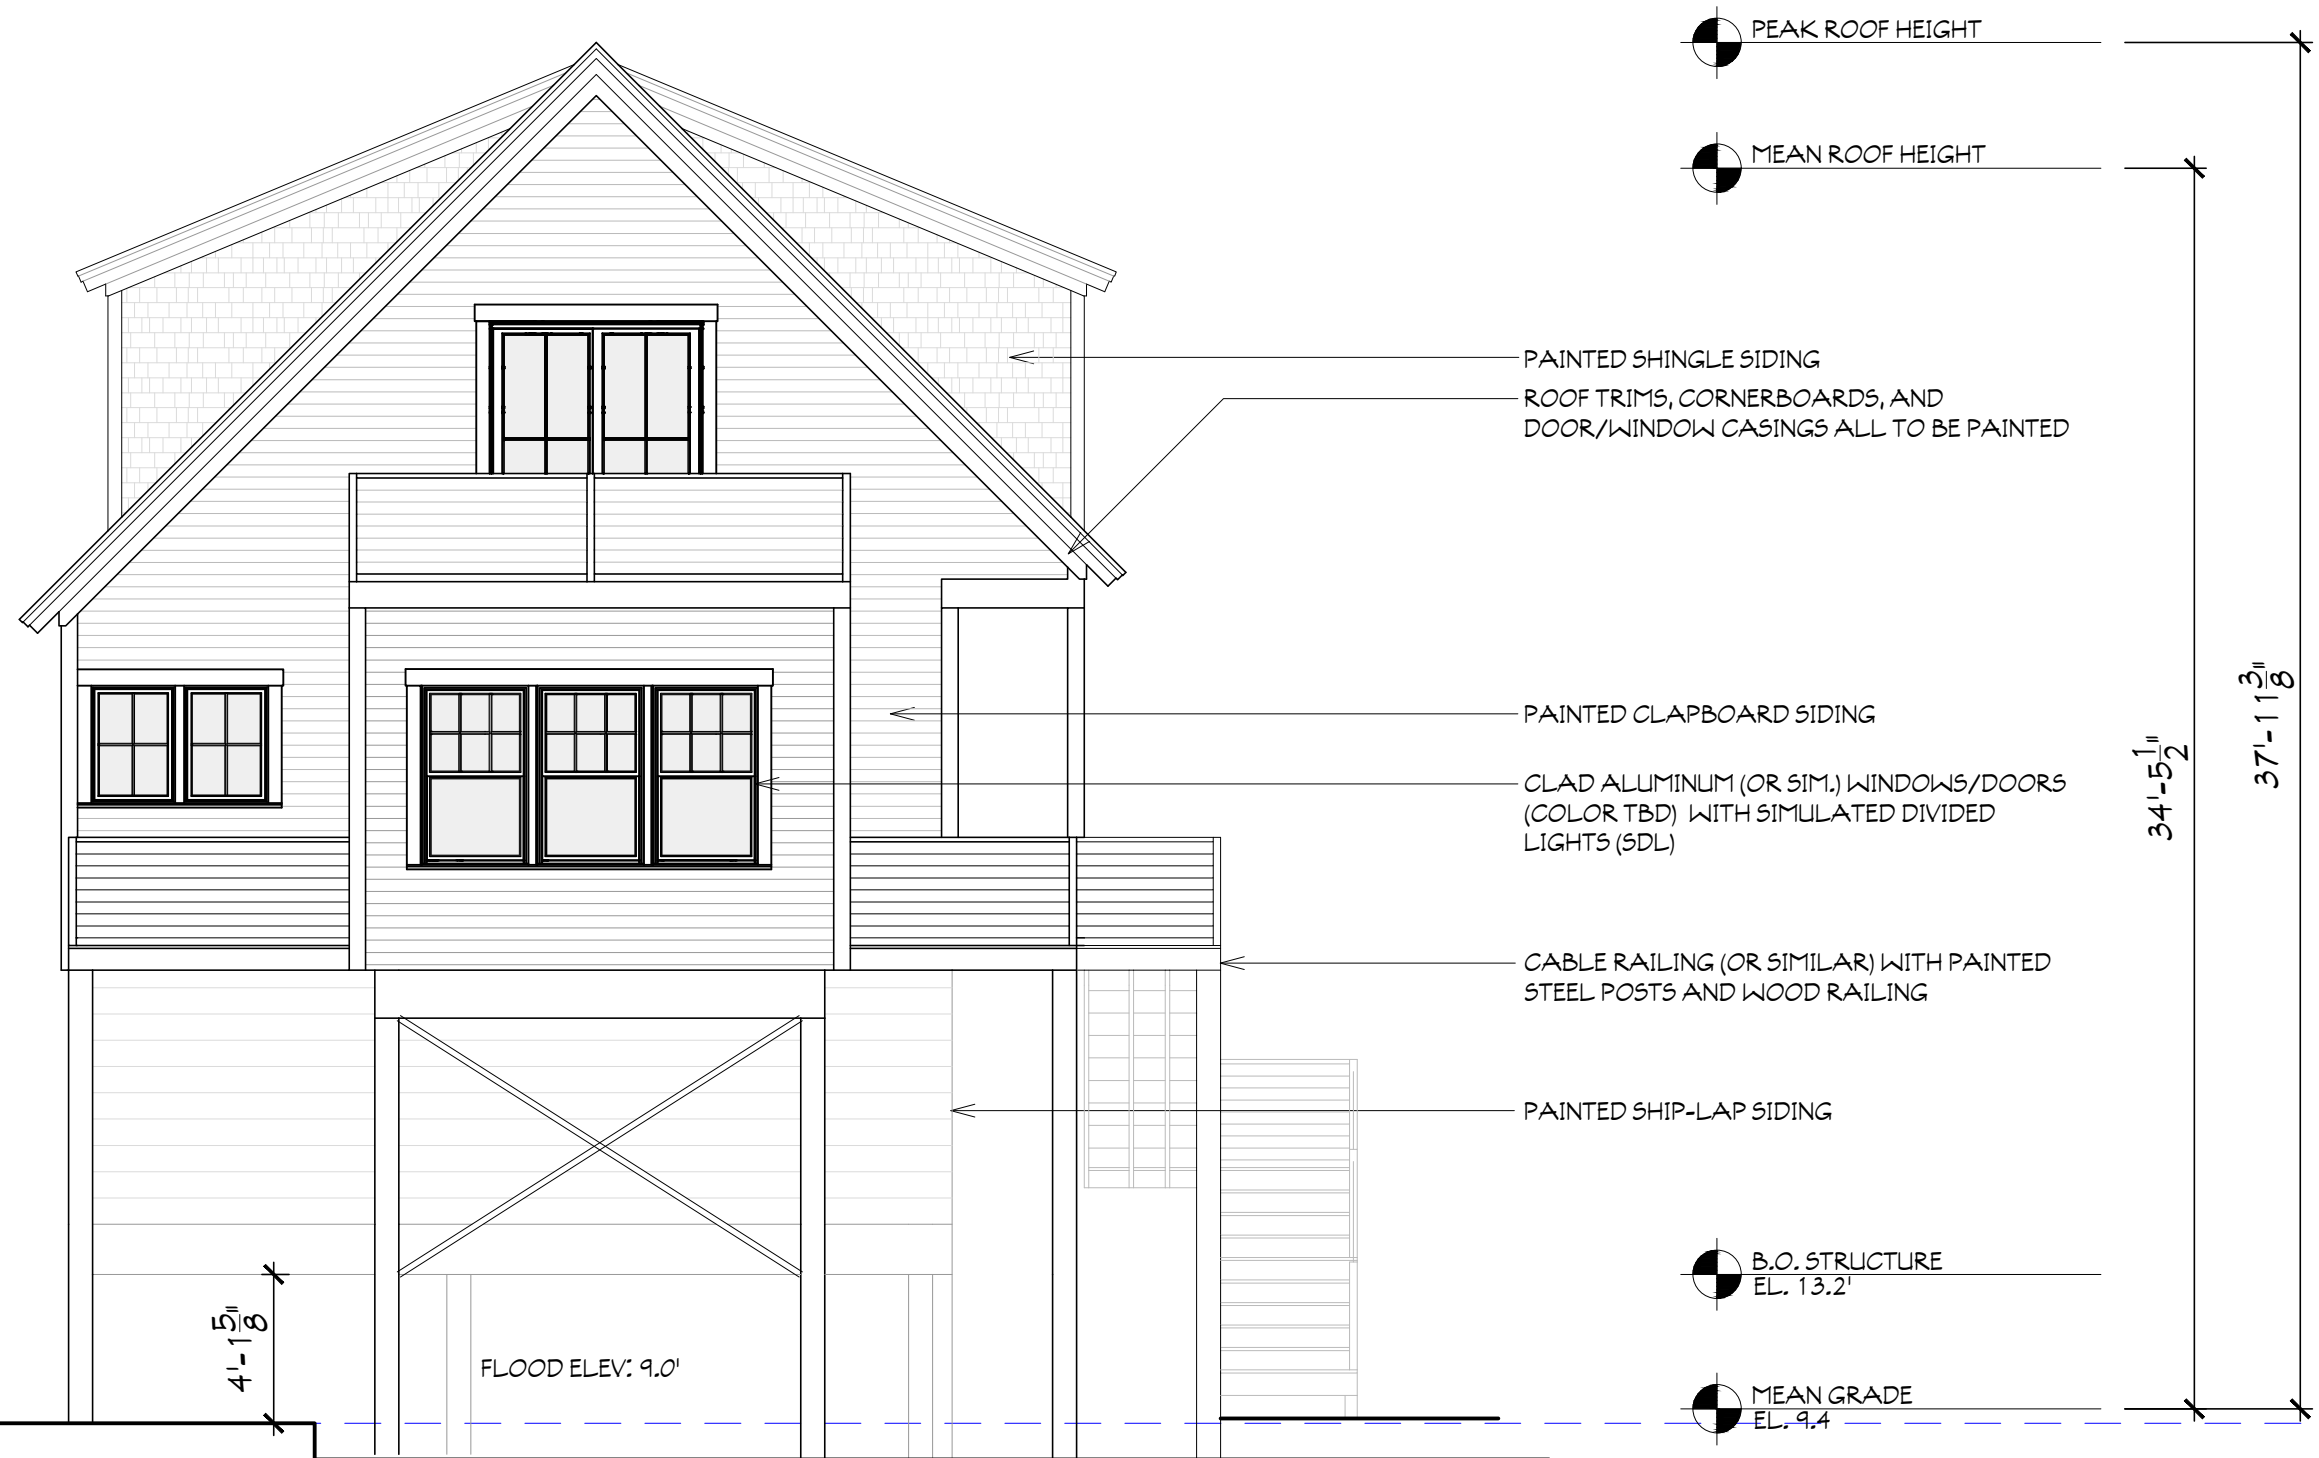 PEAK ROOF HEIGHT
MEAN ROOF HEIGHT
PAINTED SHINGLE SIDING
ROOF TRIMS, CORNERBOARDS, AND
DOOR/WINDOW CASINGS ALL TO BE PAINTED
PAINTED CLAPBOARD SIDING
CLAD ALUMINUM (OR SIM.) WINDOWS/DOORS
(COLOR TBD) WITH SIMULATED DIVIDED
LIGHTS (SDL)
34'-5 1/2"
37'-11 3/8"
CABLE RAILING (OR SIMILAR) WITH PAINTED
STEEL POSTS AND WOOD RAILING
PAINTED SHIP-LAP SIDING
B.O. STRUCTURE
EL. 13.2'
4'-1 5/8"
FLOOD ELEV: 9.0'
MEAN GRADE
EL. 9.4